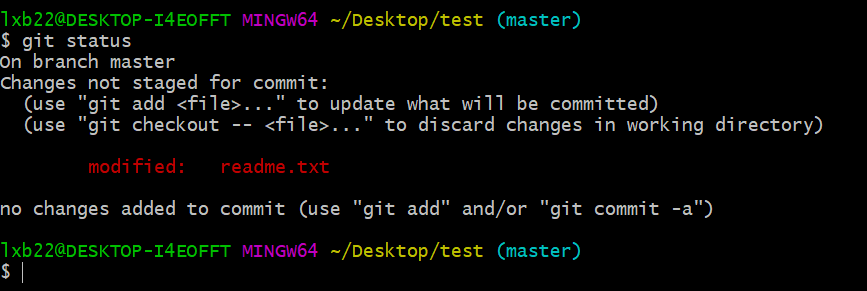 lxb22@DESKTOP-I4EOFFT MINGW64 ~/Desktop/test (master)
$ git status
On branch master
Changes not staged for commit:
  (use "git add <file>..." to update what will be committed)
  (use "git checkout -- <file>..." to discard changes in working directory)

        modified:   readme.txt

no changes added to commit (use "git add" and/or "git commit -a")

lxb22@DESKTOP-I4EOFFT MINGW64 ~/Desktop/test (master)
$